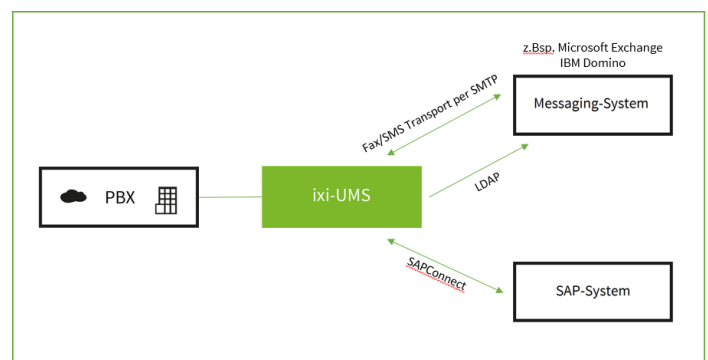 z.Bsp. Microsoft Exchange
IBM Domino
Fax/SMS Transport per SMTP
Messaging-System
LDAP
PBX
ixi-UMS
SAPConnect
SAP-System